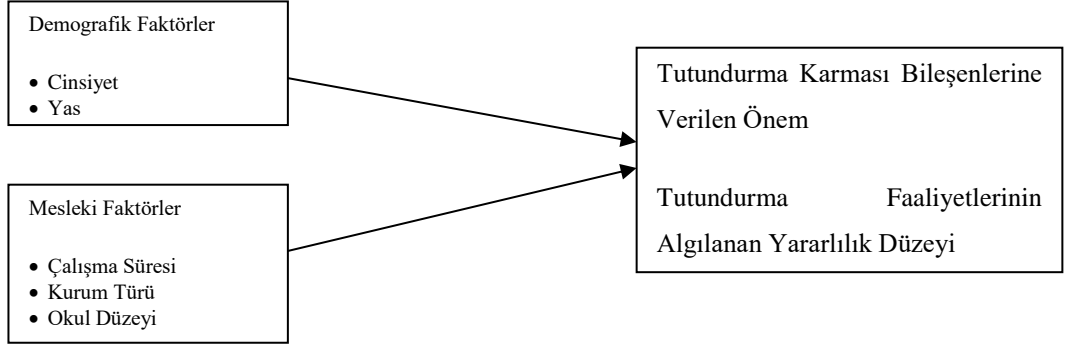 Demografik Faktörler
• Cinsiyet
• Yas
Mesleki Faktörler
• Çalışma Süresi
• Kurum Türü
• Okul Düzeyi
Tutundurma Karması Bileşenlerine
Verilen Önem
Tutundurma Faaliyetlerinin
Algılanan Yararlılık Düzeyi